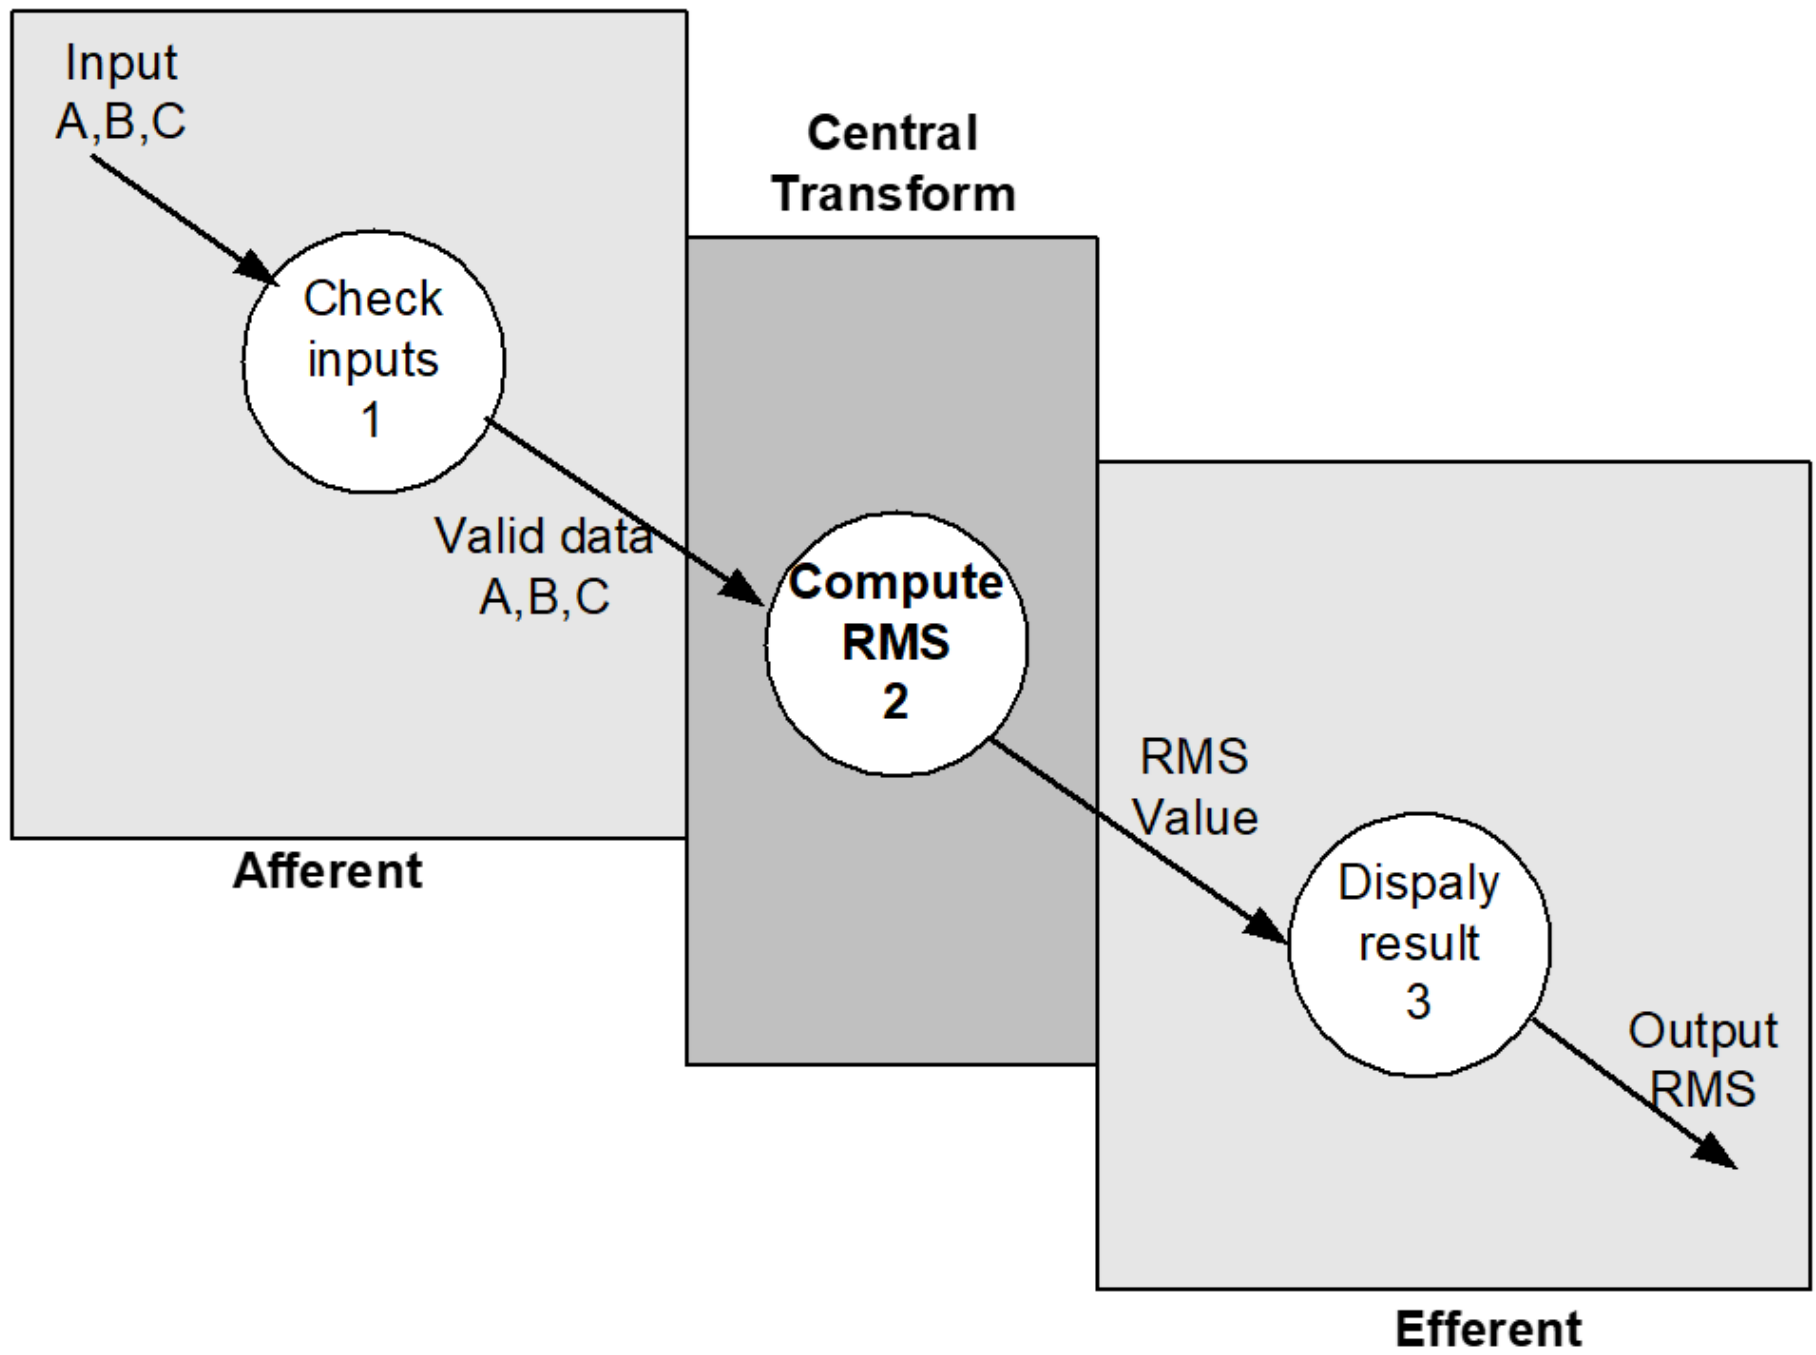 Input
A,B,C
Central
Transform
Check
inputs
1
Valid data
A,B,C
Compute
RMS
2
RMS
Value
Afferent
Dispaly
result
3
Output
RMS
Efferent